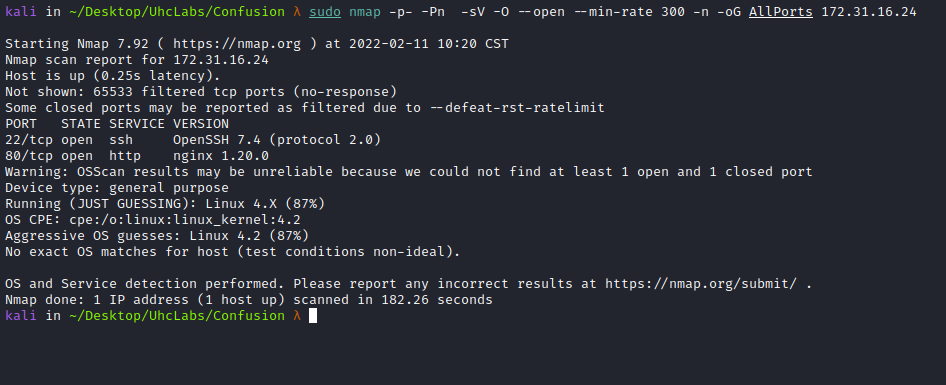 kali in ~/Desktop/UhcLabs/Confusion λ sudo nmap -p- -Pn  -sV -O --open --min-rate 300 -n -oG AllPorts 172.31.16.24
Starting Nmap 7.92 ( https://nmap.org ) at 2022-02-11 10:20 CST
Nmap scan report for 172.31.16.24
Host is up (0.25s latency).
Not shown: 65533 filtered tcp ports (no-response)
Some closed ports may be reported as filtered due to --defeat-rst-ratelimit
PORT   STATE SERVICE VERSION
22/tcp open  ssh     OpenSSH 7.4 (protocol 2.0)
80/tcp open  http    nginx 1.20.0
Warning: OSScan results may be unreliable because we could not find at least 1 open and 1 closed port
Device type: general purpose
Running (JUST GUESSING): Linux 4.X (87%)
OS CPE: cpe:/o:linux:linux_kernel:4.2
Aggressive OS guesses: Linux 4.2 (87%)
No exact OS matches for host (test conditions non-ideal).
OS and Service detection performed. Please report any incorrect results at https://nmap.org/submit/ .
Nmap done: 1 IP address (1 host up) scanned in 182.26 seconds
kali in ~/Desktop/UhcLabs/Confusion λ